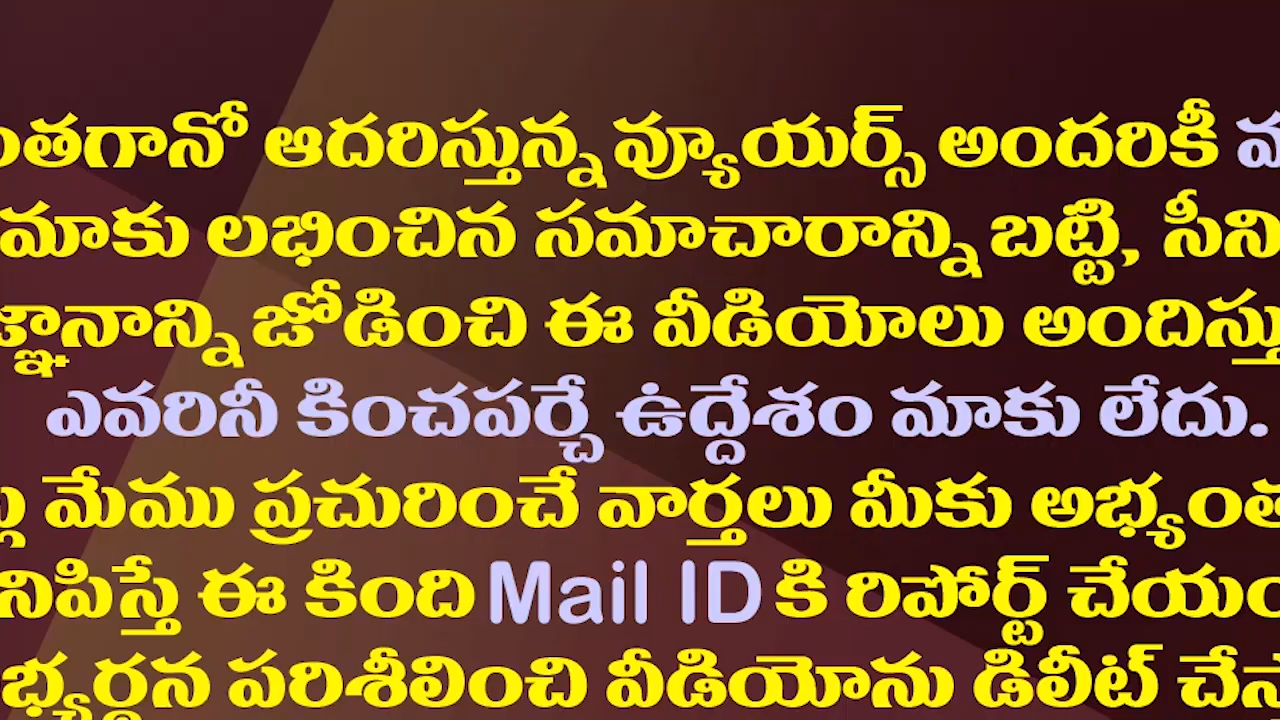 ంతగానో ఆదరిస్తున్న వ్యూయర్స్ అందరికీ
మాకు లభించిన సమాచారాన్ని బట్టి, సీని
జ్ఞానాన్ని జోడించి ఈ వీడియోలు అందిస్తు
ఎవరినీ కించపర్చే ఉద్దేశం మాకు లేదు.
మేము ప్రచురించే వార్తలు మీకు అభ్యంత
నిపిస్తే ఈ కింది Mail ID కి రిపోర్ట్ చేయం
భ్యర్థన పరిశీలించి వీడియోను డిలీట్ చేస